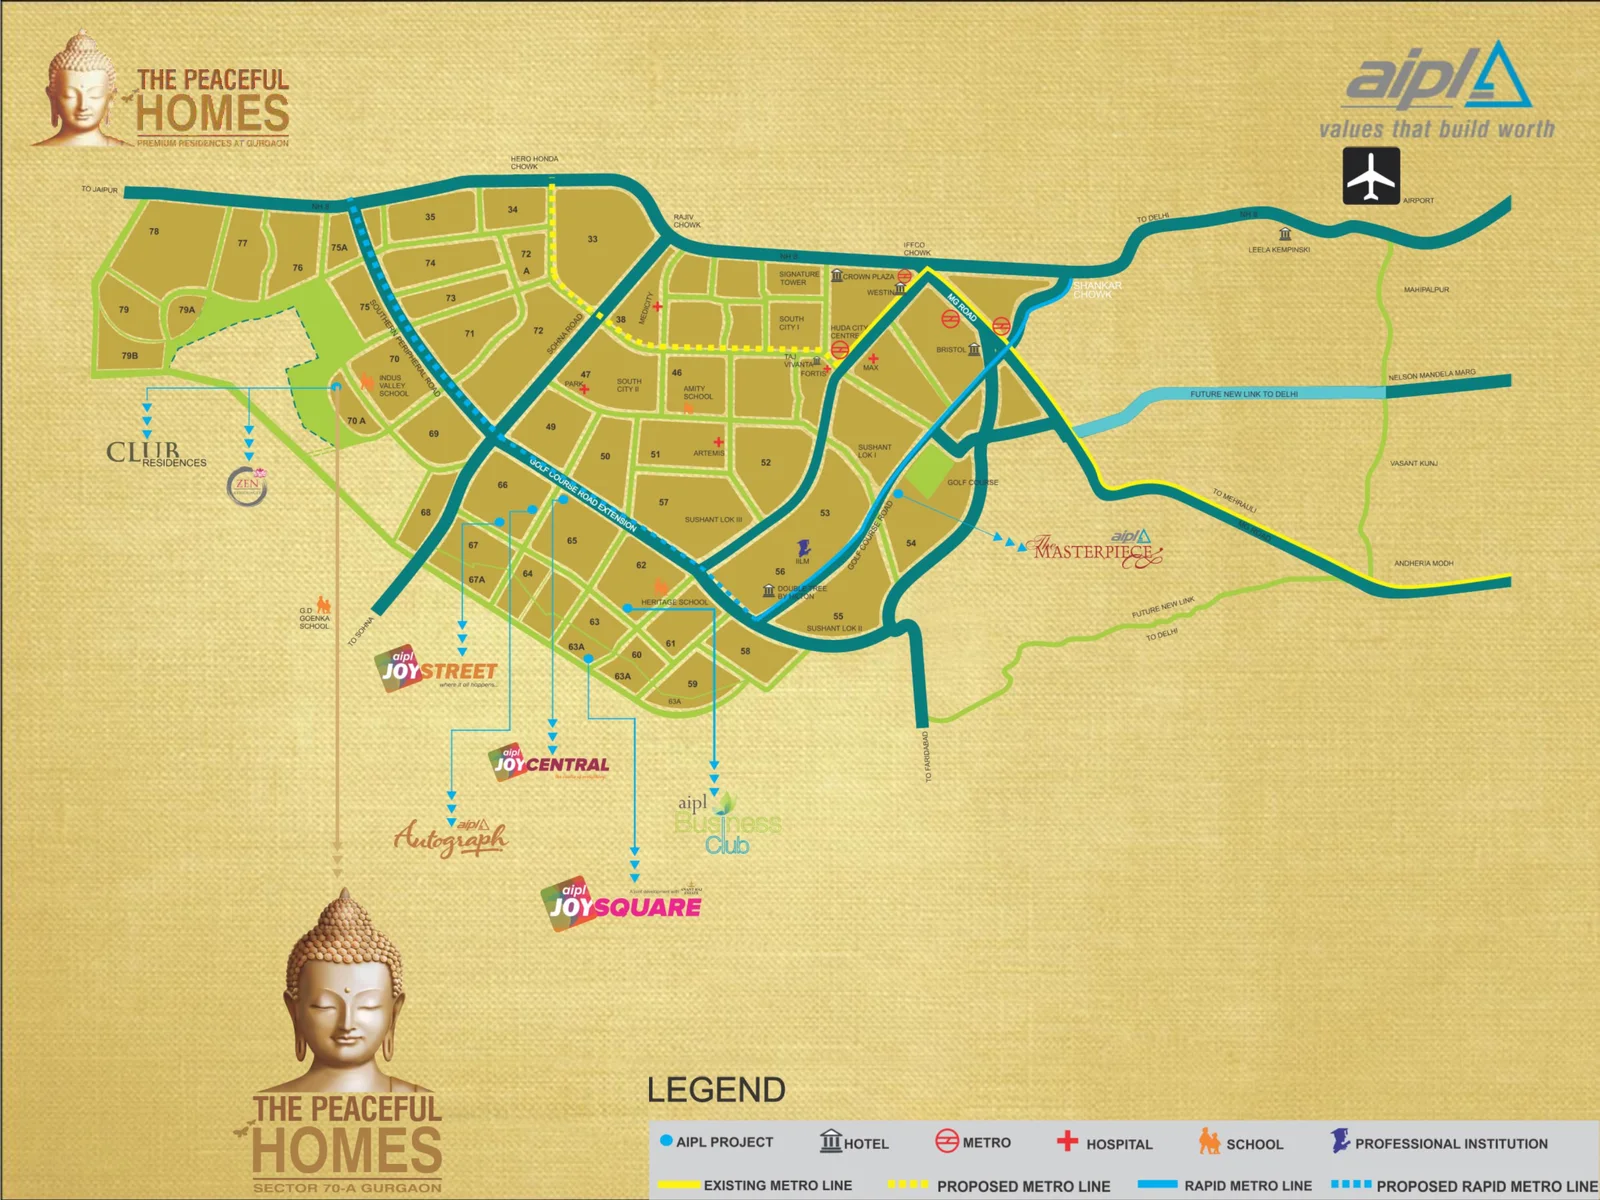 THE PEACEFUL
HOMES
PREMIUM RESIDENCES AT GURGAON
aipl
values that build worth
AIRPORT
HERO HONDA
CHOWK
TO JAIPUR
NH 8
RAJIV
CHOWK
NH 8
IFFCO
CHOWK
TO DELHI
NH 8
LEELA KEMPINSKI
SHANKAR
CHOWK
MAHIPALPUR
78
77
76
75A
35
34
33
74
72
A
73
75
71
72
79
79A
79B
70
69
70 A
68
SOUTHERN PERIPHERAL ROAD
SOHNA ROAD
INDUS
VALLEY
SCHOOL
MEDICITY
38
SIGNATURE
TOWER
CROWN PLAZA
WESTIN
SOUTH
CITY I
HUDA CITY
CENTRE
TAJ
VIVANTA
FORTIS
MAX
MG ROAD
BRISTOL
47
PARK
SOUTH
CITY II
46
AMITY
SCHOOL
49
50
51
ARTEMIS
52
57
SUSHANT LOK III
SUSHANT
LOK I
GOLF COURSE
GOLF COURSE ROAD
53
54
IILM
56
DOUBLETREE
BY HILTON
55
SUSHANT LOK II
FUTURE NEW LINK TO DELHI
NELSON MANDELA MARG
VASANT KUNJ
TO MEHRAULI
ANDHERIA MODH
FUTURE NEW LINK
TO DELHI
TO FARIDABAD
GOLF COURSE ROAD EXTENSION
66
65
67
67A
64
62
HERITAGE SCHOOL
63
63A
60
61
63A
59
63A
58
TO SOHNA
G.D
GOENKA
SCHOOL
CLUB
RESIDENCES
ZEN
aipl
The
MASTERPIECE
aipl
JOYSTREET
where it all happens...
aipl
JOYCENTRAL
aipl
Autograph
aipl
Business
Club
aipl
JOYSQUARE
THE PEACEFUL
HOMES
SECTOR 70-A GURGAON
LEGEND
AIPL PROJECT
HOTEL
METRO
HOSPITAL
SCHOOL
PROFESSIONAL INSTITUTION
EXISTING METRO LINE
PROPOSED METRO LINE
RAPID METRO LINE
PROPOSED RAPID METRO LINE